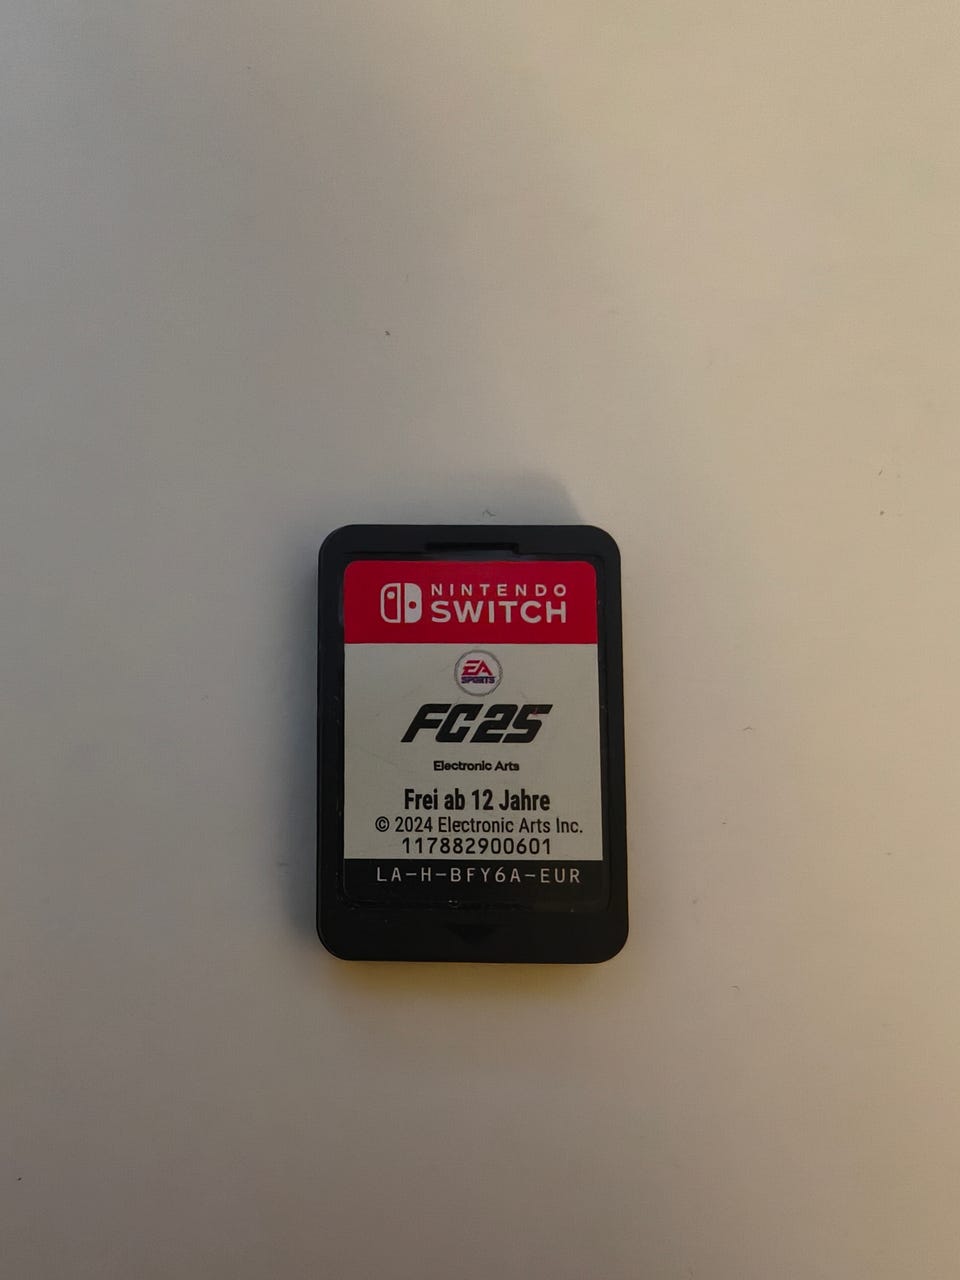 NINTENDO
SWITCH
EA
SPORTS
FC25
Electronic Arts
Frei ab 12 Jahre
© 2024 Electronic Arts Inc.
117882900601
LA-H-BFY6A-EUR